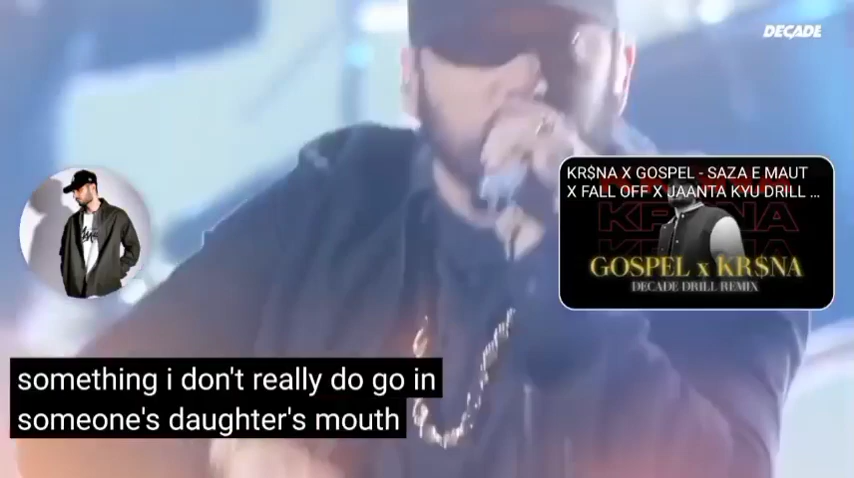 DECADE
KR$NA X GOSPEL - SAZA E MAUT
X FALL OFF X JAANTA KYU DRILL ...
KR$NA
GOSPEL x KR$NA
DECADE DRILL REMIX
something i don't really do go in
someone's daughter's mouth